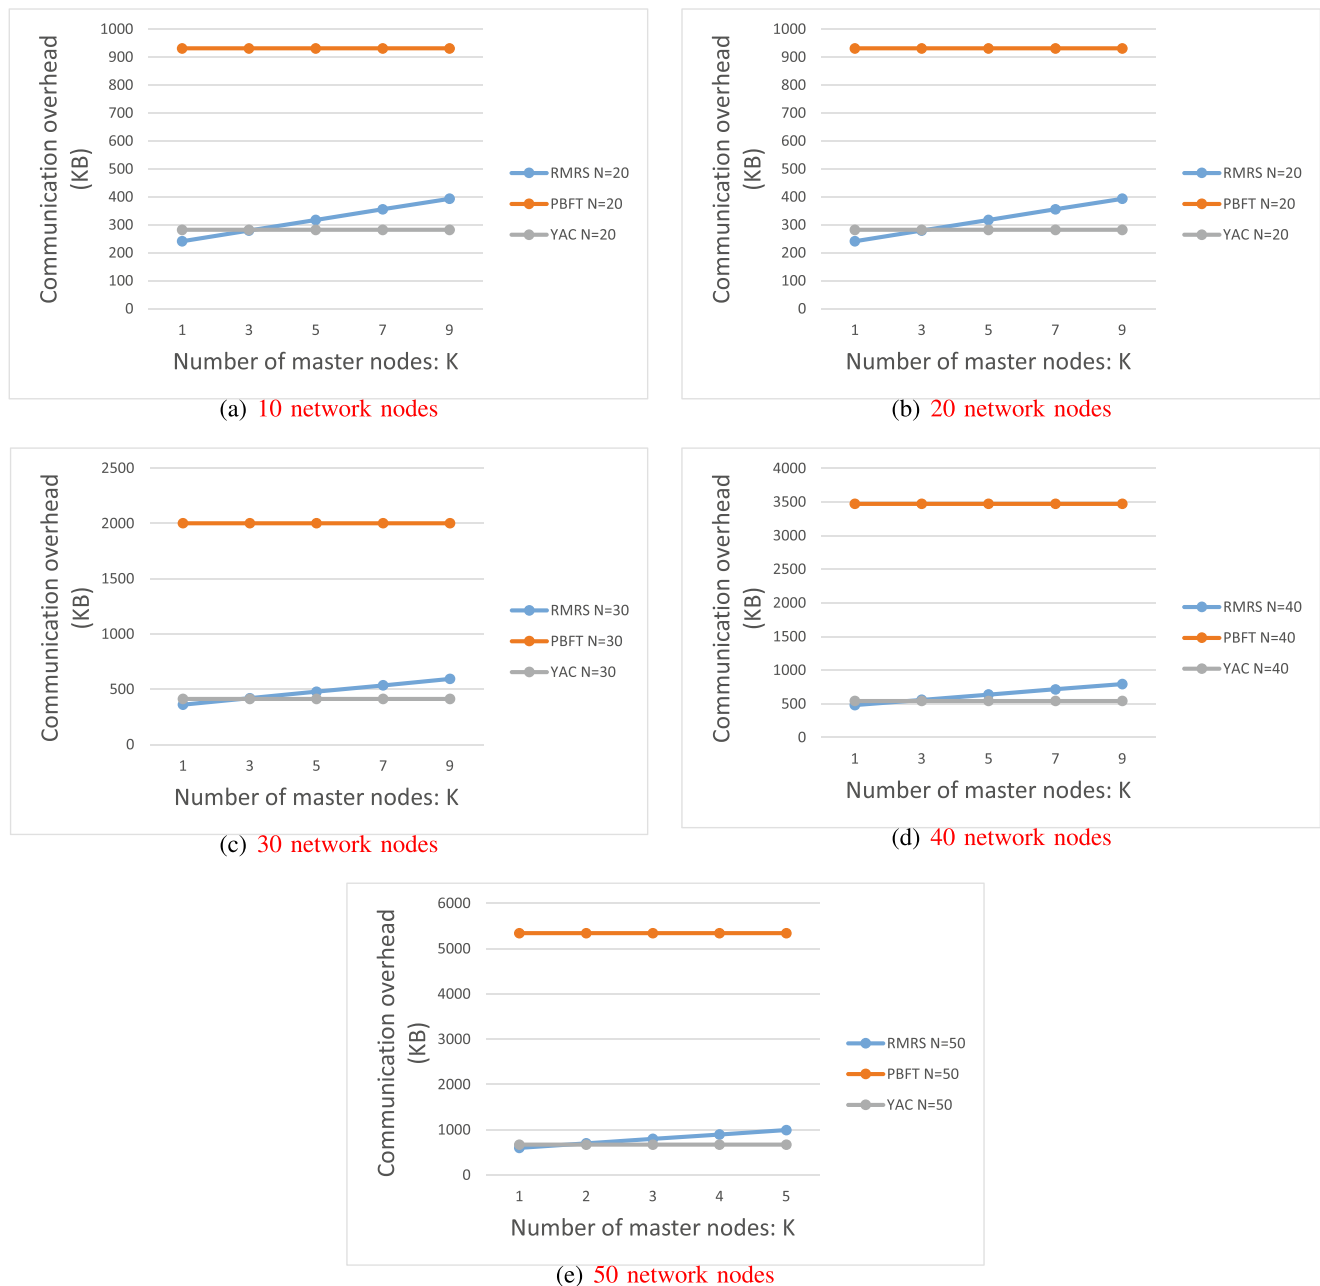 Communication overhead
(KB)
1000
900
800
700
600
500
400
300
200
100
0
1 3 5 7 9
Number of master nodes: K
RMRS N=20
PBFT N=20
YAC N=20
(a) 10 network nodes
Communication overhead
(KB)
1000
900
800
700
600
500
400
300
200
100
0
1 3 5 7 9
Number of master nodes: K
RMRS N=20
PBFT N=20
YAC N=20
(b) 20 network nodes
Communication overhead
(KB)
2500
2000
1500
1000
500
0
1 3 5 7 9
Number of master nodes: K
RMRS N=30
PBFT N=30
YAC N=30
(c) 30 network nodes
Communication overhead
(KB)
4000
3500
3000
2500
2000
1500
1000
500
0
1 3 5 7 9
Number of master nodes: K
RMRS N=40
PBFT N=40
YAC N=40
(d) 40 network nodes
Communication overhead
(KB)
6000
5000
4000
3000
2000
1000
0
1 2 3 4 5
Number of master nodes: K
RMRS N=50
PBFT N=50
YAC N=50
(e) 50 network nodes